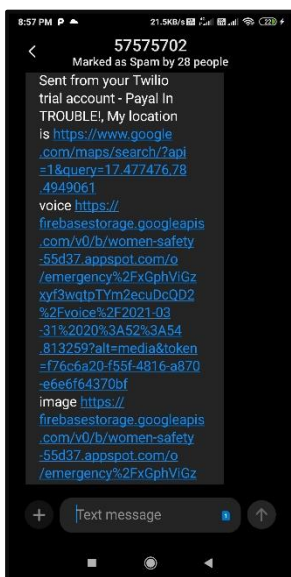 8:57 PM P
21.5KB/s 22
57575702
Marked as Spam by 28 people
Sent from your Twilio
trial account - Payal In
TROUBLE!, My location
is https://www.google
.com/maps/search/?api
=1&query=17.477476,78
.4949061
voice https://
firebasestorage.googleapis
.com/v0/b/women-safety
-55d37.appspot.com/o
/emergency%2FxGphViGz
xyf3wqtpTYm2ecuDcQD2
%2Fvoice%2F2021-03
-31%2020%3A52%3A54
.813259?alt=media&token
=f76c6a20-f55f-4816-a870
-e6e6f64370bf
image https://
firebasestorage.googleapis
.com/v0/b/women-safety
-55d37.appspot.com/o
/emergency%2FxGphViGz
Text message
1